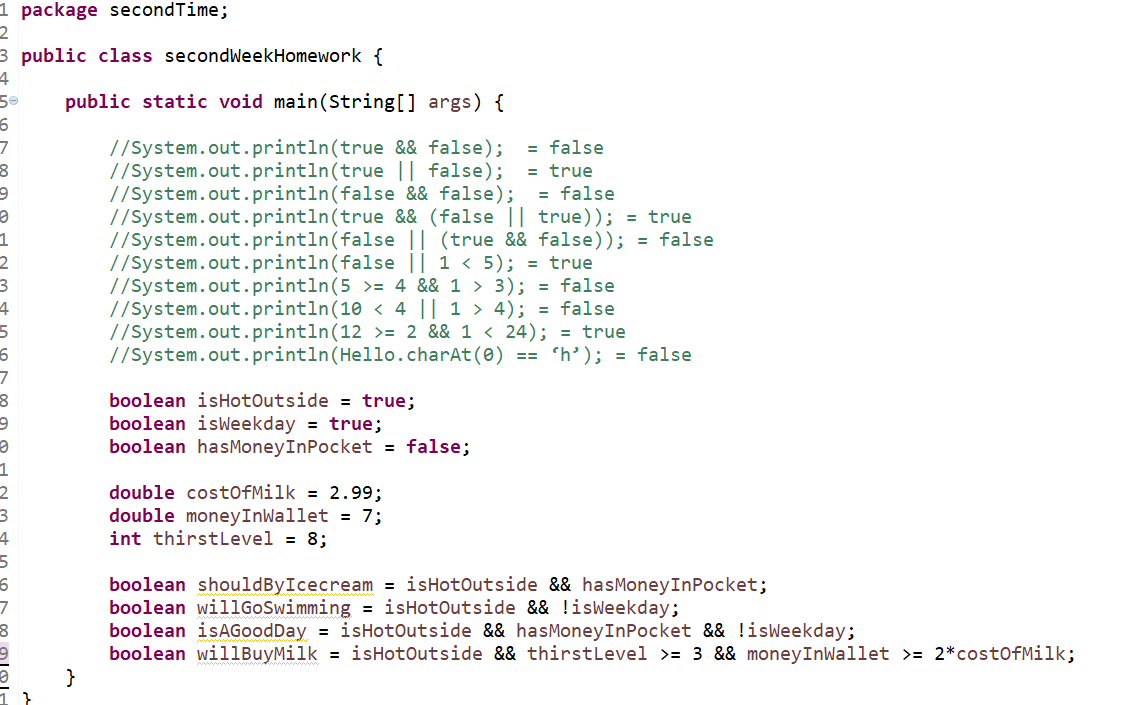 1 package secondTime;
2
3 public class secondWeekHomework {
4
5 public static void main(String[] args) {
6
7 //System.out.println(true && false);  = false
8 //System.out.println(true || false);  = true
9 //System.out.println(false && false);  = false
0 //System.out.println(true && (false || true)); = true
1 //System.out.println(false || (true && false)); = false
2 //System.out.println(false || 1 < 5); = true
3 //System.out.println(5 >= 4 && 1 > 3); = false
4 //System.out.println(10 < 4 || 1 > 4); = false
5 //System.out.println(12 >= 2 && 1 < 24); = true
6 //System.out.println(Hello.charAt(0) == ‘h’); = false
7
8 boolean isHotOutside = true;
9 boolean isWeekday = true;
0 boolean hasMoneyInPocket = false;
1
2 double costOfMilk = 2.99;
3 double moneyInWallet = 7;
4 int thirstLevel = 8;
5
6 boolean shouldByIcecream = isHotOutside && hasMoneyInPocket;
7 boolean willGoSwimming = isHotOutside && !isWeekday;
8 boolean isAGoodDay = isHotOutside && hasMoneyInPocket && !isWeekday;
9 boolean willBuyMilk = isHotOutside && thirstLevel >= 3 && moneyInWallet >= 2*costOfMilk;
0 }
1 }